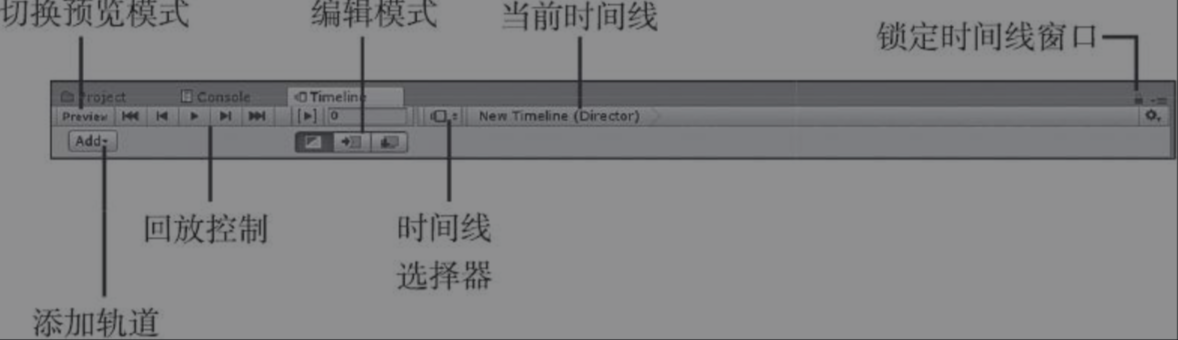 切换预览模式
编辑模式
当前时间线
锁定时间线窗口
Project
Console
Timeline
Preview
0
New Timeline (Director)
Add
回放控制
时间线
选择器
添加轨道